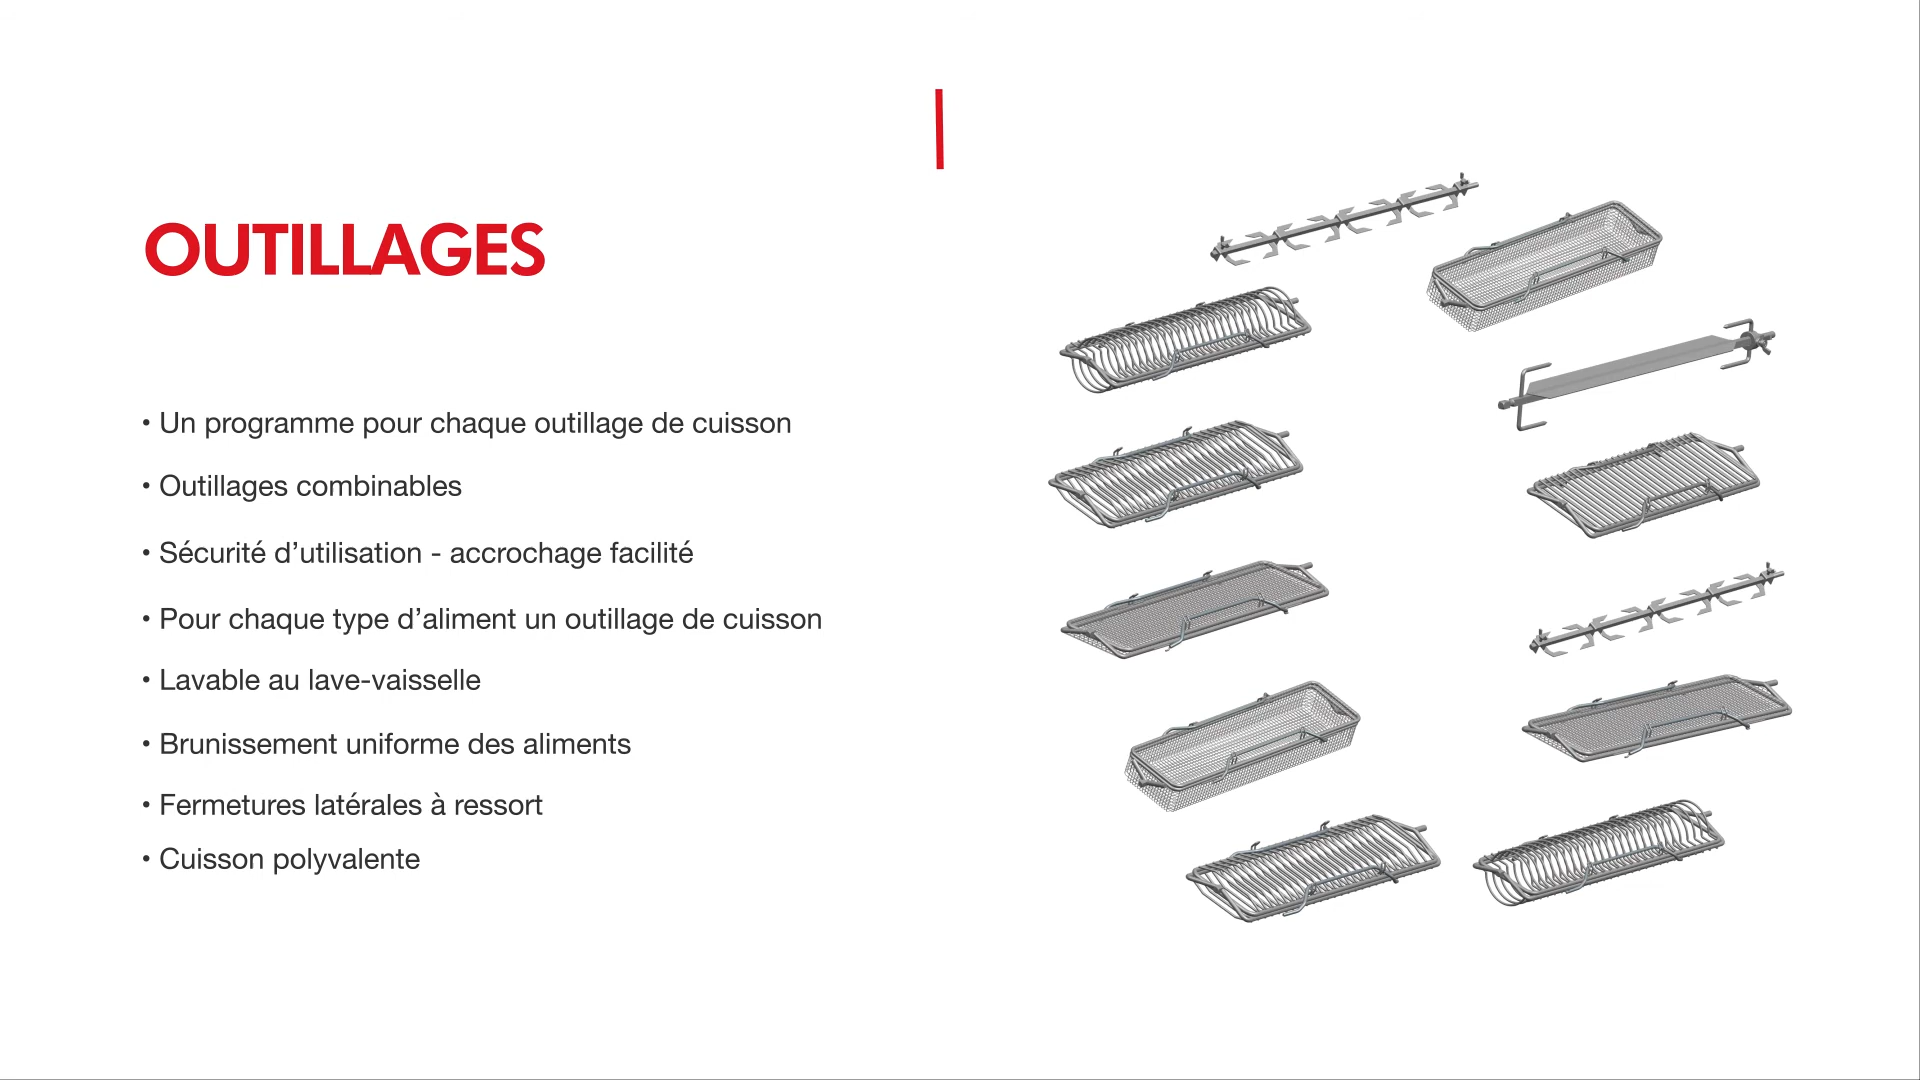 OUTILLAGES
• Un programme pour chaque outillage de cuisson
• Outillages combinables
• Sécurité d’utilisation - accrochage facilité
• Pour chaque type d’aliment un outillage de cuisson
• Lavable au lave-vaisselle
• Brunissement uniforme des aliments
• Fermetures latérales à ressort
• Cuisson polyvalente